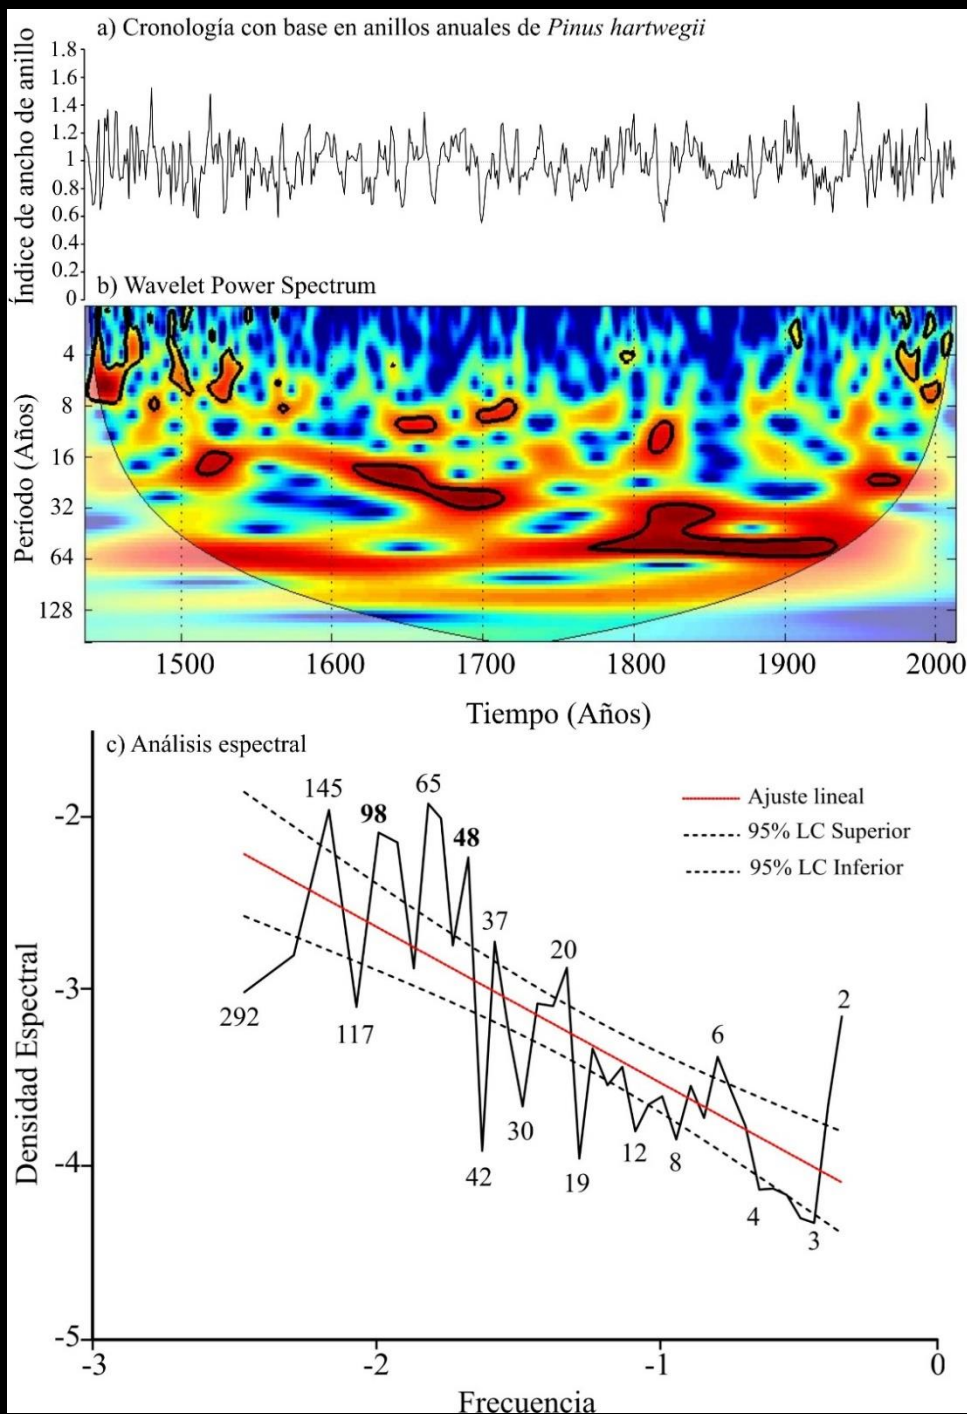 a) Cronología con base en anillos anuales de Pinus hartwegii
Índice de ancho de anillo
1.8
1.6
1.4
1.2
1
0.8
0.6
0.4
0.2
0
b) Wavelet Power Spectrum
Período (Años)
4
8
16
32
64
128
1500 1600 1700 1800 1900 2000
Tiempo (Años)
c) Análisis espectral
Densidad Espectral
-2
-3
-4
-5
145
98
65
48
37
20
6
2
292
117
42
30
19
12
8
4
3
Ajuste lineal
95% LC Superior
95% LC Inferior
-3 -2 -1 0
Frecuencia